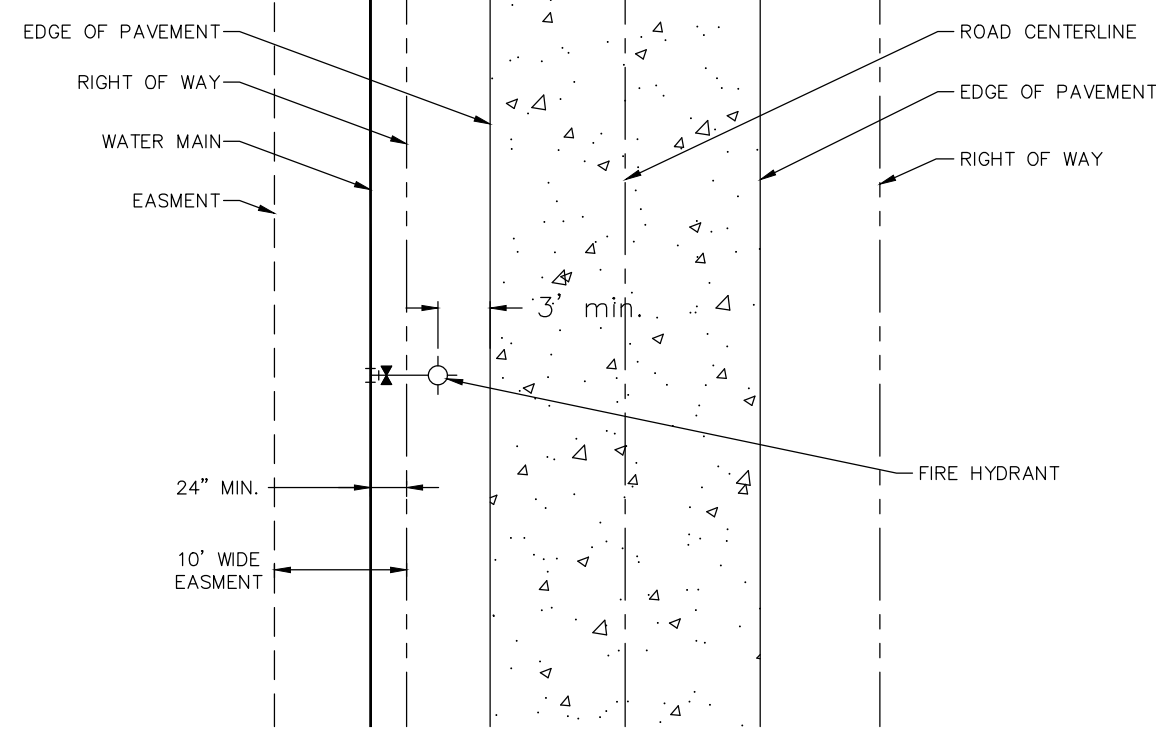 EDGE OF PAVEMENT
RIGHT OF WAY
WATER MAIN
EASMENT
ROAD CENTERLINE
EDGE OF PAVEMENT
RIGHT OF WAY
3' min.
FIRE HYDRANT
24" MIN.
10' WIDE
EASMENT